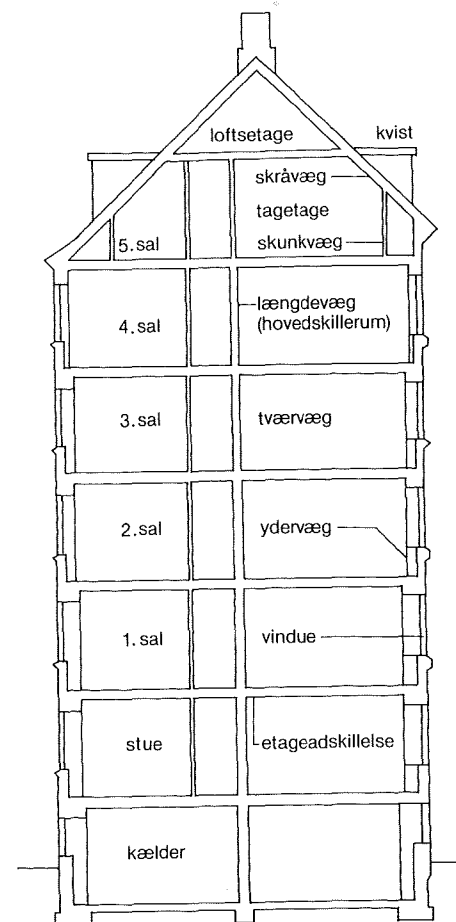 loftsetage
kvist
skråvæg
tagetage
5.sal
skunkvæg
længdevæg
(hovedskillerum)
4.sal
3.sal
tværvæg
2.sal
ydervæg
1.sal
vindue
stue
etageadskillelse
kælder